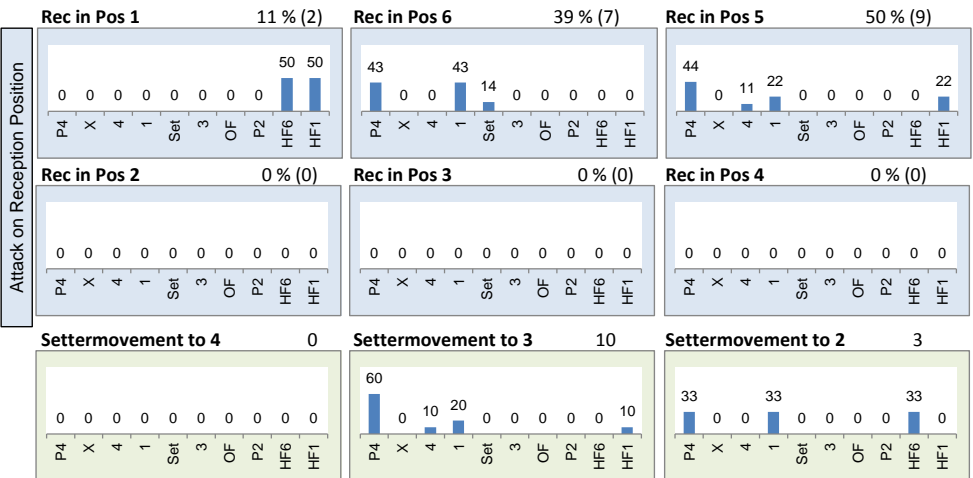 Attack on Reception Position
Rec in Pos 1 11 % (2)
50 50
0 0 0 0 0 0 0 0
P4 X 4 1 Set 3 OF P2 HF6 HF1
Rec in Pos 6 39 % (7)
43 43
14
0 0 0 0 0 0 0
P4 X 4 1 Set 3 OF P2 HF6 HF1
Rec in Pos 5 50 % (9)
44
11 22 22
0 0 0 0 0 0
P4 X 4 1 Set 3 OF P2 HF6 HF1
Rec in Pos 2 0 % (0)
0 0 0 0 0 0 0 0 0 0
P4 X 4 1 Set 3 OF P2 HF6 HF1
Rec in Pos 3 0 % (0)
0 0 0 0 0 0 0 0 0 0
P4 X 4 1 Set 3 OF P2 HF6 HF1
Rec in Pos 4 0 % (0)
0 0 0 0 0 0 0 0 0 0
P4 X 4 1 Set 3 OF P2 HF6 HF1
Settermovement to 4 0
0 0 0 0 0 0 0 0 0 0
P4 X 4 1 Set 3 OF P2 HF6 HF1
Settermovement to 3 10
60
10 20 10
0 0 0 0 0 0
P4 X 4 1 Set 3 OF P2 HF6 HF1
Settermovement to 2 3
33 33 33
0 0 0 0 0 0 0
P4 X 4 1 Set 3 OF P2 HF6 HF1